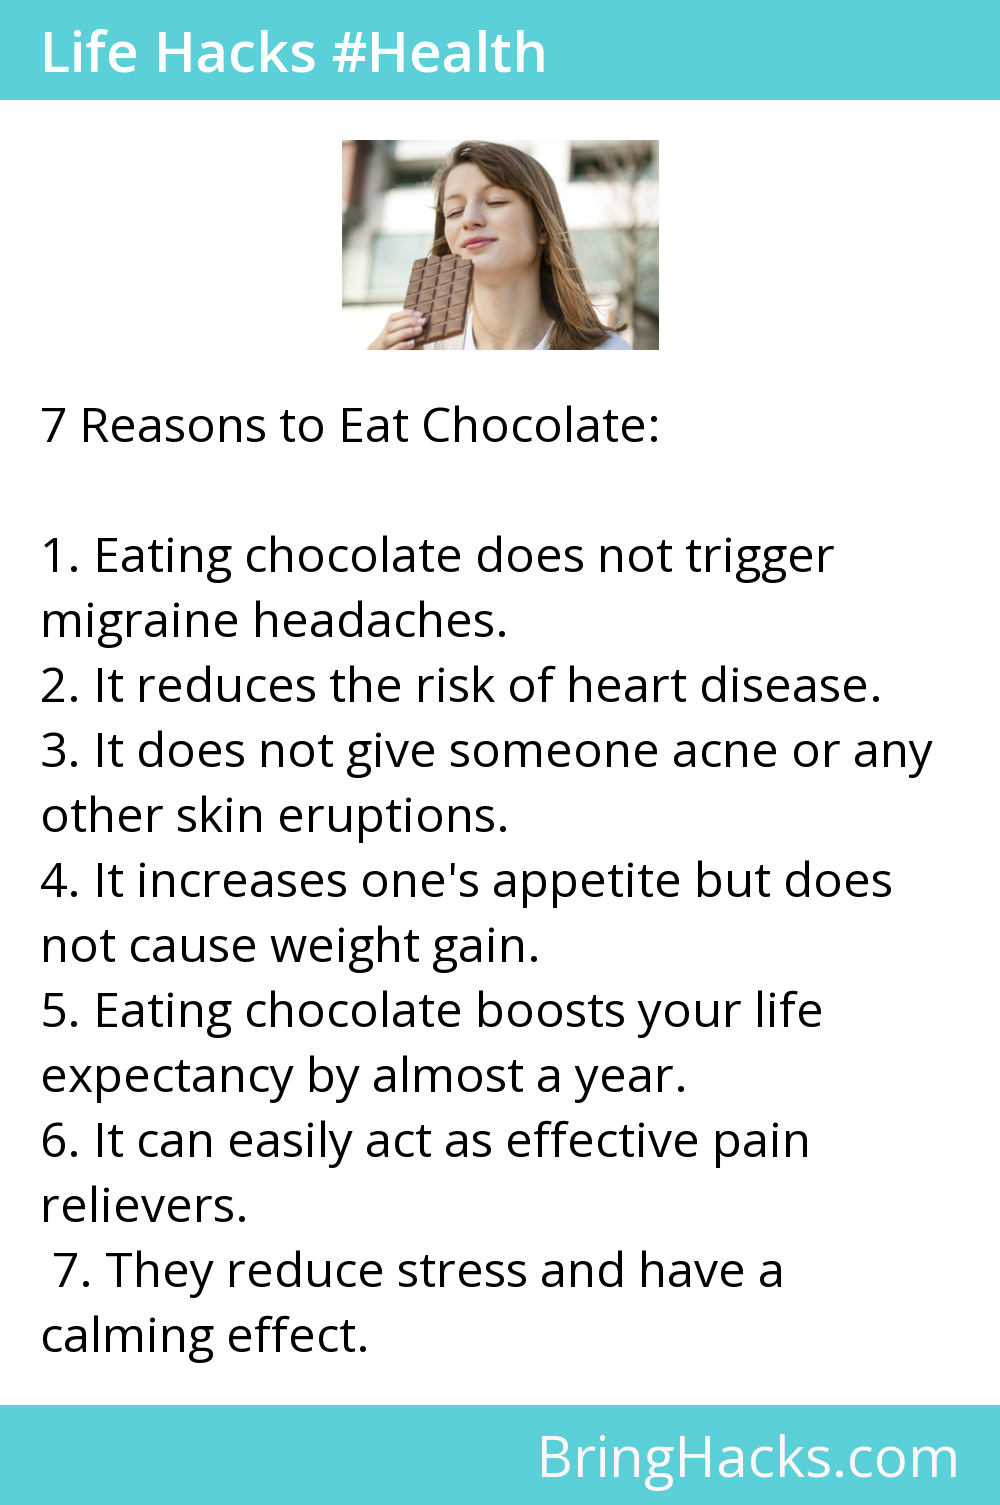 Life Hacks #Health
7 Reasons to Eat Chocolate:
1. Eating chocolate does not trigger
migraine headaches.
2. It reduces the risk of heart disease.
3. It does not give someone acne or any
other skin eruptions.
4. It increases one's appetite but does
not cause weight gain.
5. Eating chocolate boosts your life
expectancy by almost a year.
6. It can easily act as effective pain
relievers.
7. They reduce stress and have a
calming effect.
BringHacks.com